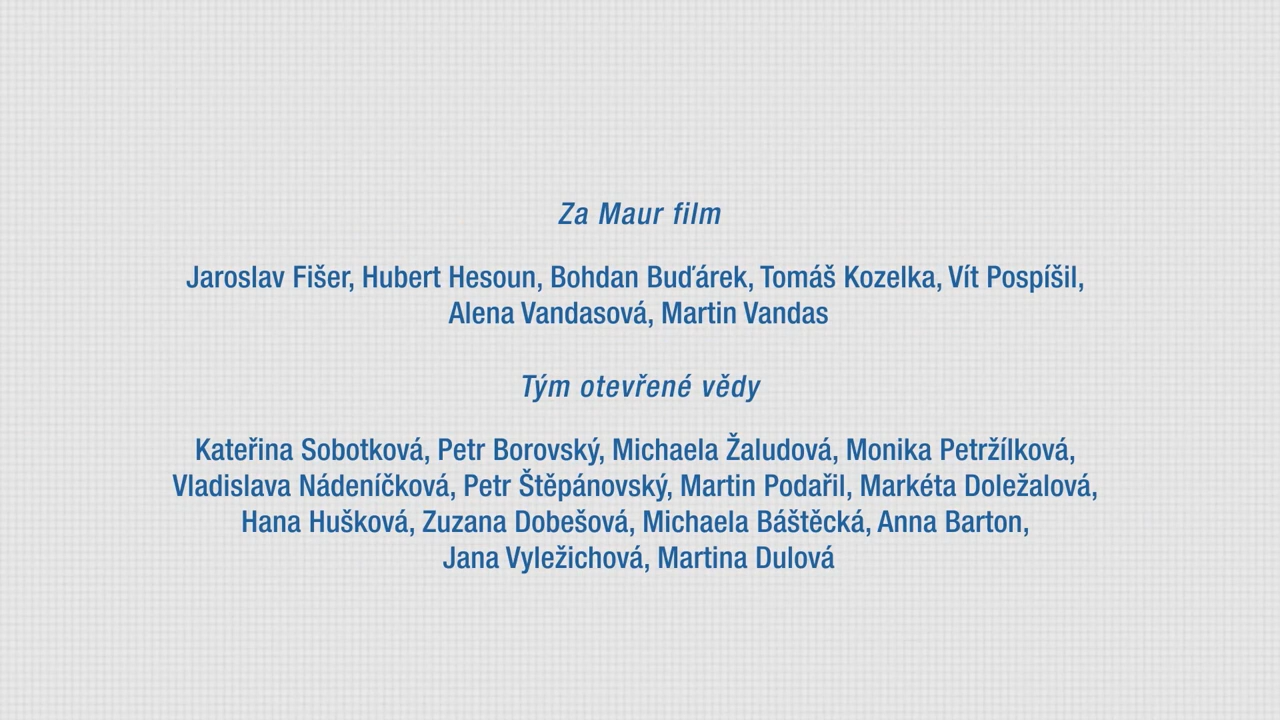 Za Maur film
Jaroslav Fišer, Hubert Hesoun, Bohdan Buďárek, Tomáš Kozelka, Vít Pospíšil,
Alena Vandasová, Martin Vandas
Tým otevřené vědy
Kateřina Sobotková, Petr Borovský, Michaela Žaludová, Monika Petržílková,
Vladislava Nádeníčková, Petr Štěpánovský, Martin Podařil, Markéta Doležalová,
Hana Hušková, Zuzana Dobešová, Michaela Báštěcká, Anna Barton,
Jana Vyležichová, Martina Dulová